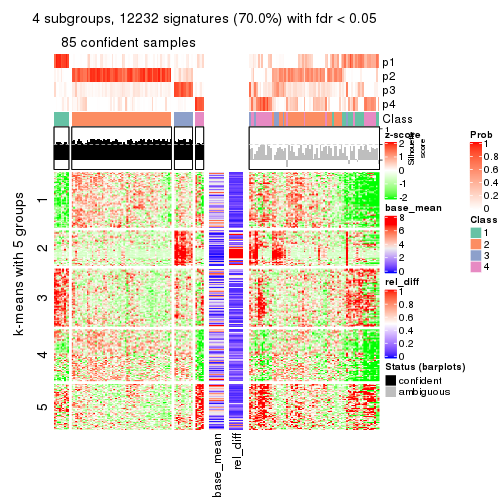 4 subgroups, 12232 signatures (70.0%) with fdr < 0.05
85 confident samples
p1
p2
p3
p4
Class
1
Silhouette
score
k-means with 5 groups
1
2
3
4
5
base_mean
rel_diff
z-score
2
1
0
-1
-2
base_mean
8
6
4
2
0
rel_diff
1
0.8
0.6
0.4
0.2
0
Status (barplots)
confident
ambiguous
Prob
1
0.8
0.6
0.4
0.2
0
Class
1
2
3
4